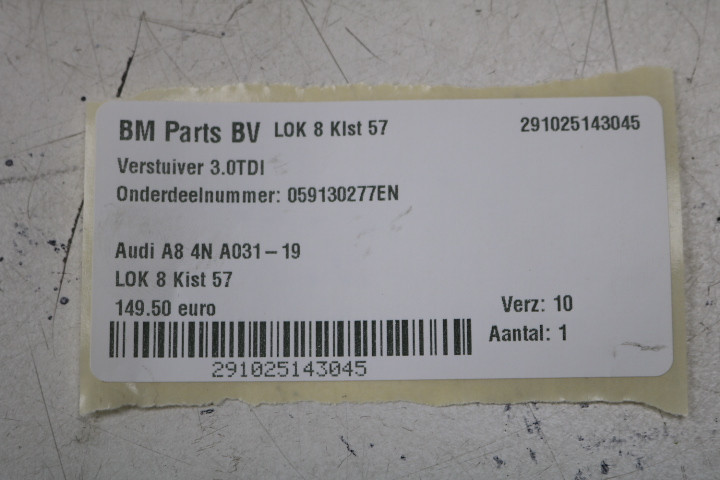 BM Parts BV LOK 8 KIst 57 291025143045
Verstuiver 3.0TDI
Onderdeelnummer: 059130277EN
Audi A8 4N A031-19
LOK 8 Kist 57
149.50 euro Verz: 10
Aantal: 1
291025143045